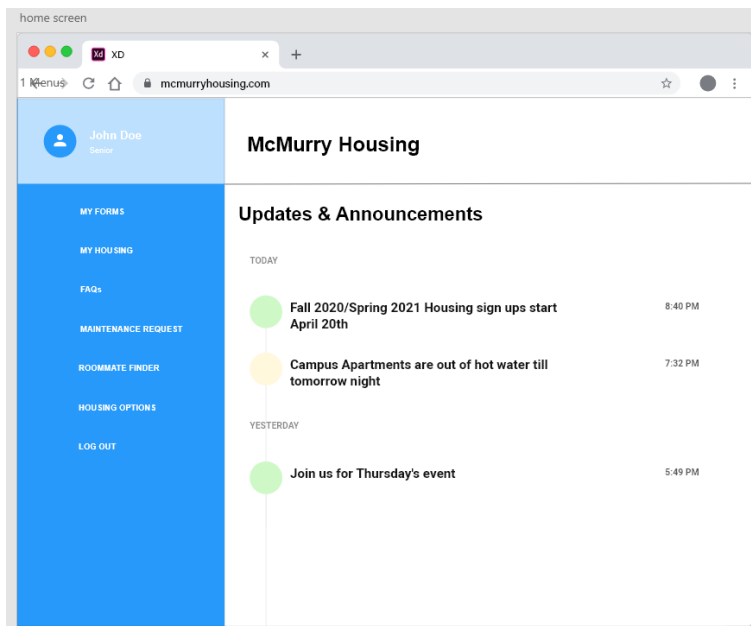 home screen
Xd XD
1 Menus
mcmurryhousing.com
John Doe
Senior
McMurry Housing
MY FORMS
MY HOUSING
FAQs
MAINTENANCE REQUEST
ROOMMATE FINDER
HOUSING OPTIONS
LOG OUT
Updates & Announcements
TODAY
Fall 2020/Spring 2021 Housing sign ups start
April 20th
8:40 PM
Campus Apartments are out of hot water till
tomorrow night
7:32 PM
YESTERDAY
Join us for Thursday's event
5:49 PM